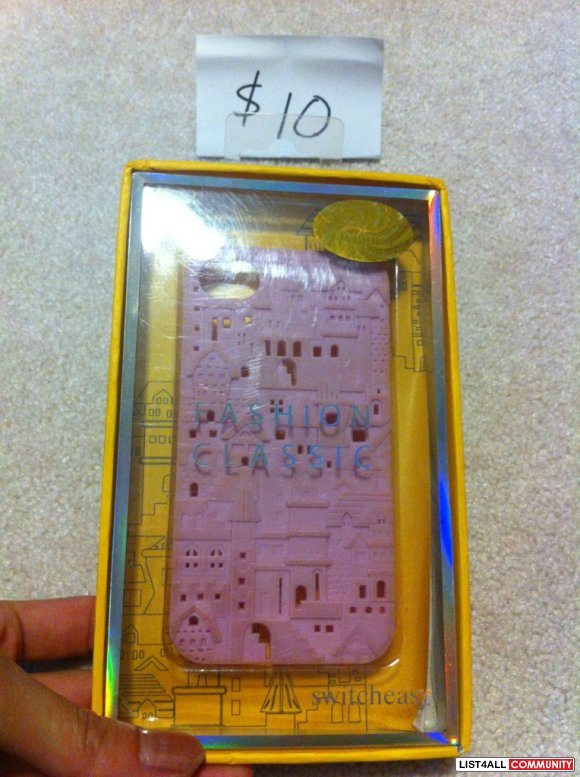 $10
FASHION
CLASSIC
switcheasy
LIST4ALL COMMUNITY